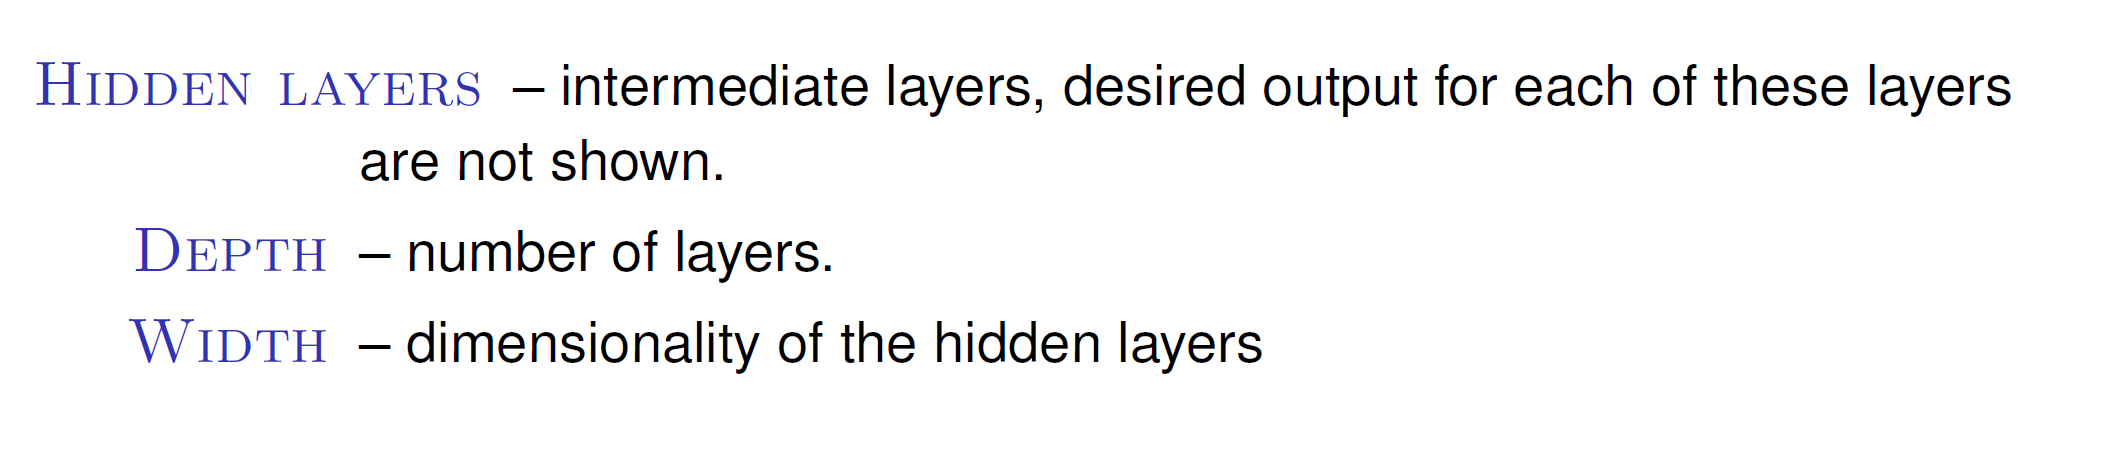 HIDDEN LAYERS – intermediate layers, desired output for each of these layers
are not shown.
DEPTH – number of layers.
WIDTH – dimensionality of the hidden layers